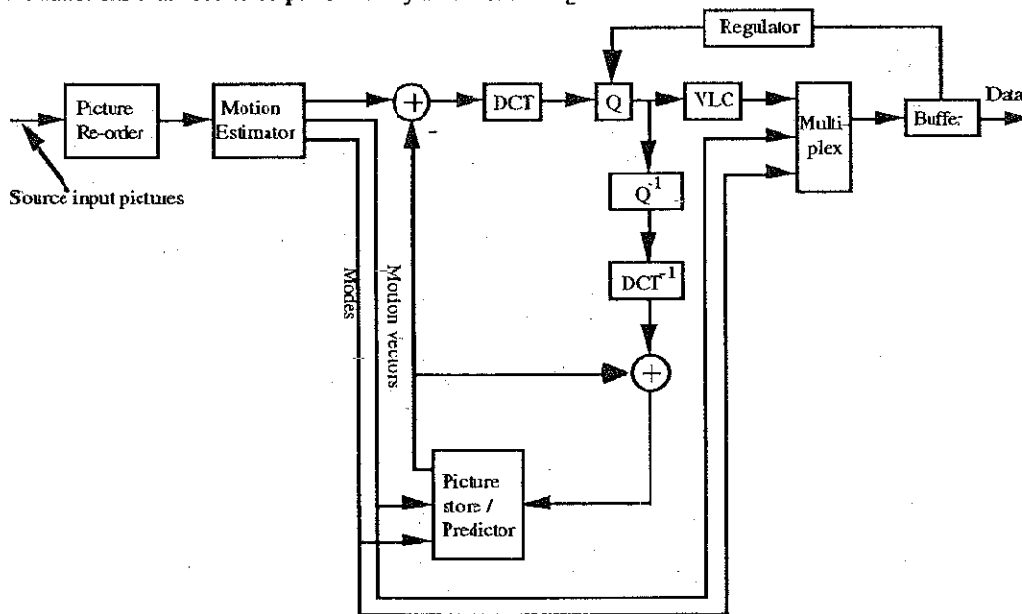 Regulator
Picture
Re-order
Motion
Estimator
+
-
DCT
Q
VLC
Multi-
plex
Buffer
Data
Source input pictures
Q-1
DCT-1
Modes
Motion vectors
+
Picture
store /
Predictor